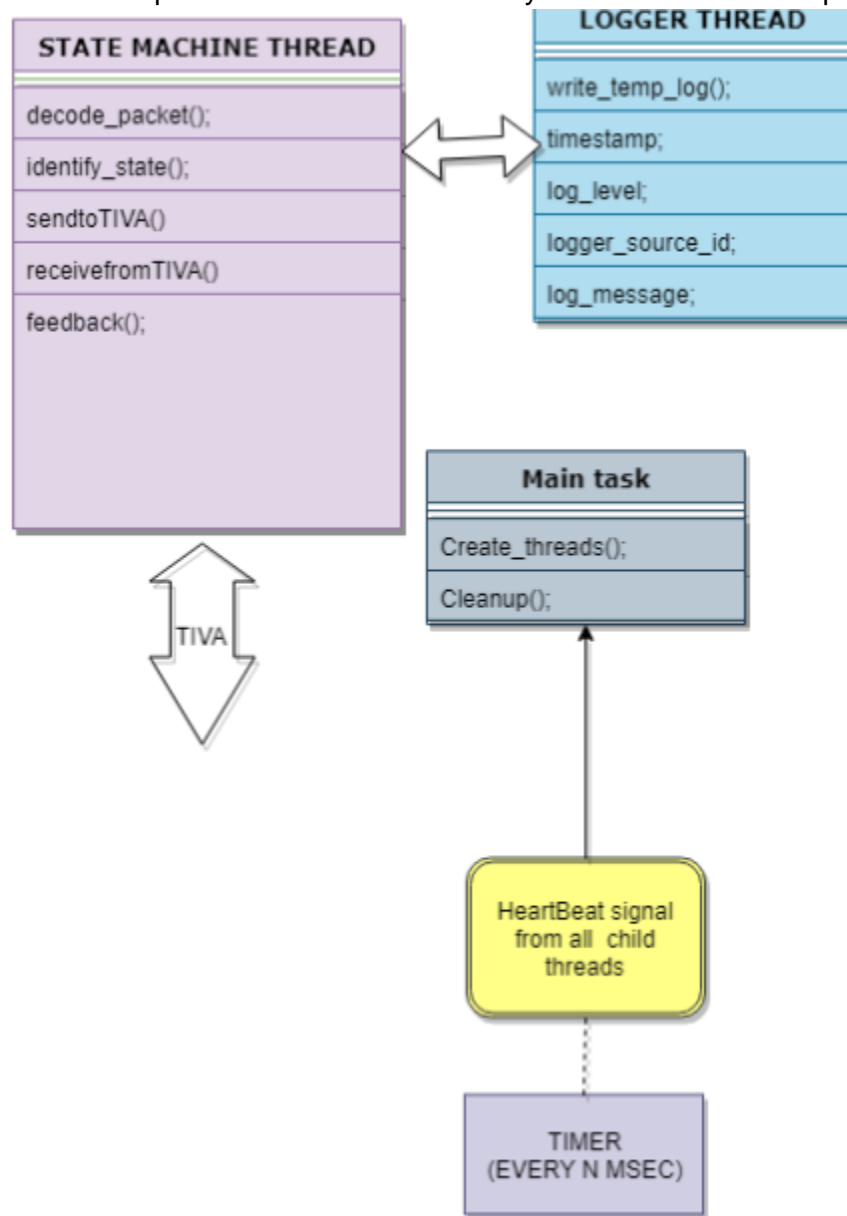 STATE MACHINE THREAD
decode_packet();
identify_state();
sendtoTIVA()
receivefromTIVA()
feedback();
LOGGER THREAD
write_temp_log();
timestamp;
log_level;
logger_source_id;
log_message;
TIVA
Main task
Create_threads();
Cleanup();
HeartBeat signal
from all child
threads
TIMER
(EVERY N MSEC)